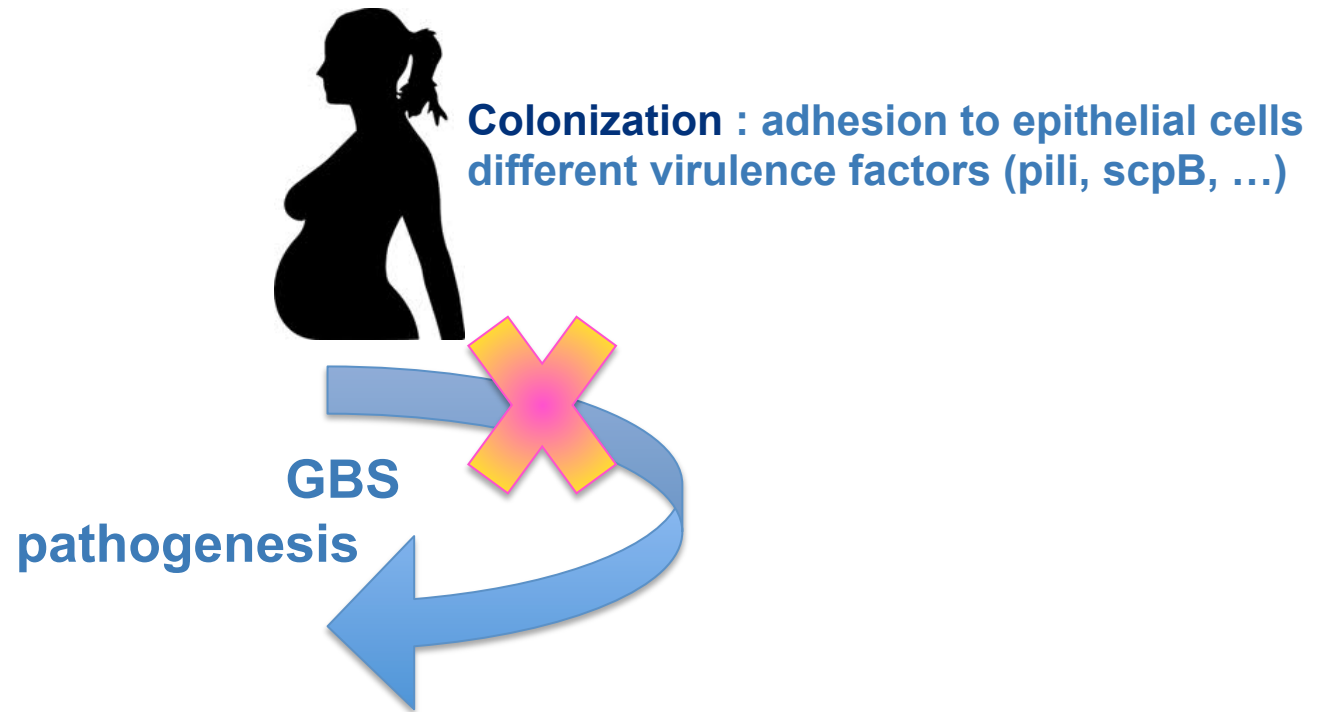 Colonization : adhesion to epithelial cells
different virulence factors (pili, scpB, …)
GBS
pathogenesis